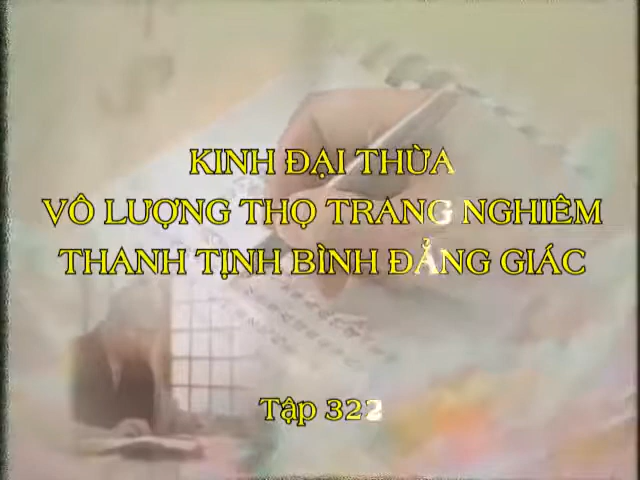 KINH ĐẠI THỪA
VÔ LƯỢNG THỌ TRANG NGHIÊM
THANH TỊNH BÌNH ĐẲNG GIÁC
Tập 322